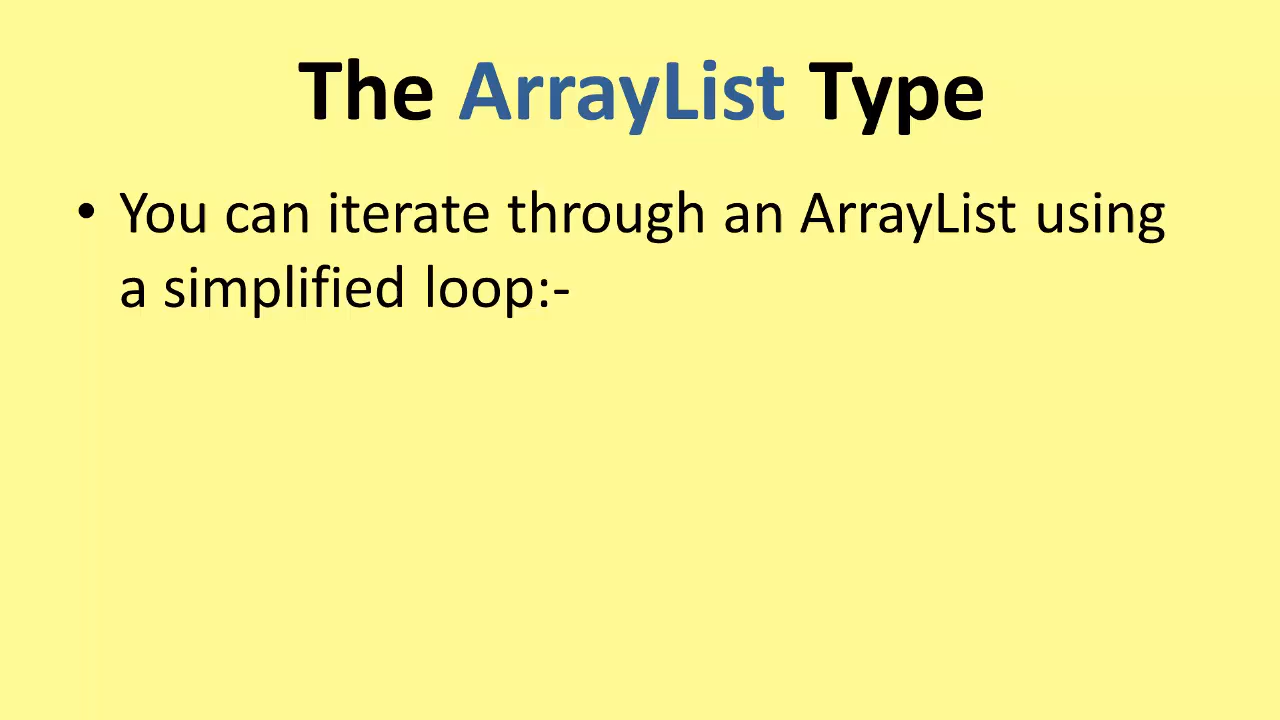 The ArrayList Type
• You can iterate through an ArrayList using
a simplified loop:-